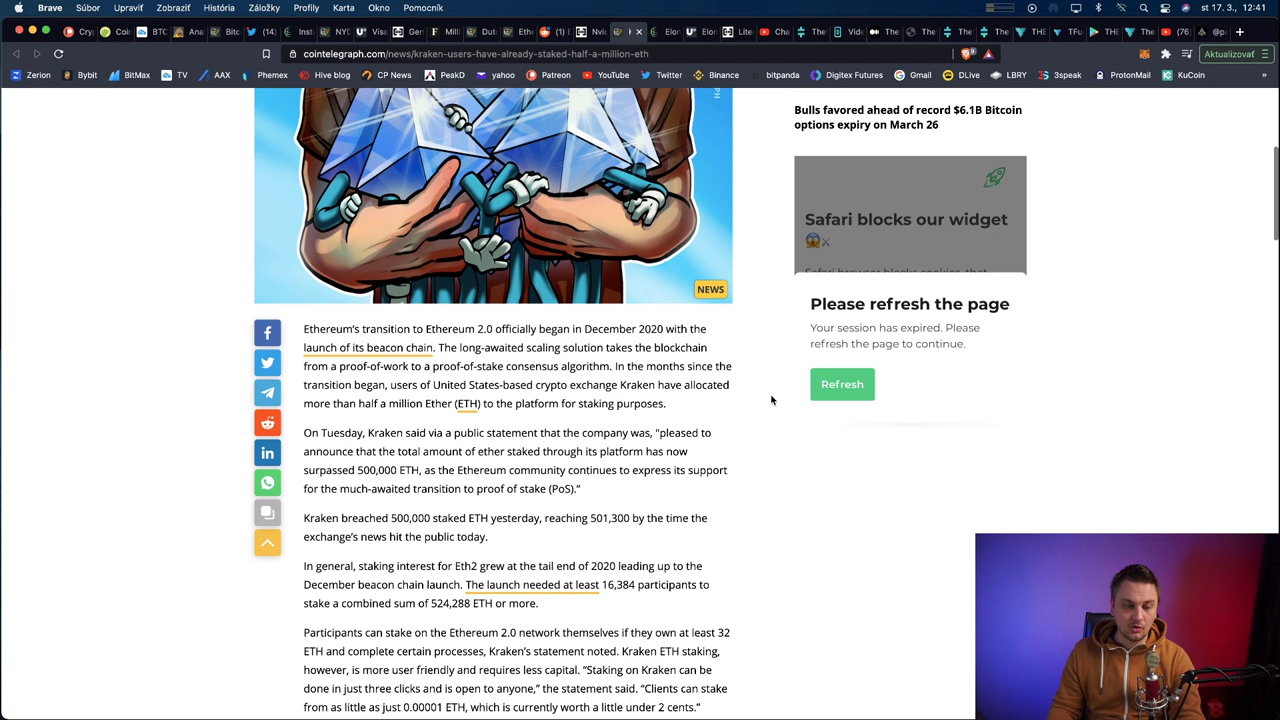 Brave Súbor Upraviť Zobraziť História Záložky Profily Karta Okno Pomocník st 17. 3., 12:41
cointelegraph.com/news/kraken-users-have-already-staked-half-a-million-eth
Aktualizovať
Zerion Bybit BitMax TV AAX Phemex Hive blog CP News PeakD yahoo Patreon YouTube Twitter Binance bitpanda Digitex Futures Gmail DLive LBRY 3speak ProtonMail KuCoin »
Bulls favored ahead of record $6.1B Bitcoin
options expiry on March 26
Safari blocks our widget
Please refresh the page
Your session has expired. Please
refresh the page to continue.
Refresh
NEWS
Ethereum’s transition to Ethereum 2.0 officially began in December 2020 with the
launch of its beacon chain. The long-awaited scaling solution takes the blockchain
from a proof-of-work to a proof-of-stake consensus algorithm. In the months since the
transition began, users of United States-based crypto exchange Kraken have allocated
more than half a million Ether (ETH) to the platform for staking purposes.
On Tuesday, Kraken said via a public statement that the company was, "pleased to
announce that the total amount of ether staked through its platform has now
surpassed 500,000 ETH, as the Ethereum community continues to express its support
for the much-awaited transition to proof of stake (PoS).”
Kraken breached 500,000 staked ETH yesterday, reaching 501,300 by the time the
exchange’s news hit the public today.
In general, staking interest for Eth2 grew at the tail end of 2020 leading up to the
December beacon chain launch. The launch needed at least 16,384 participants to
stake a combined sum of 524,288 ETH or more.
Participants can stake on the Ethereum 2.0 network themselves if they own at least 32
ETH and complete certain processes, Kraken’s statement noted. Kraken ETH staking,
however, is more user friendly and requires less capital. “Staking on Kraken can be
done in just three clicks and is open to anyone,” the statement said. “Clients can stake
from as little as just 0.00001 ETH, which is currently worth a little under 2 cents.”